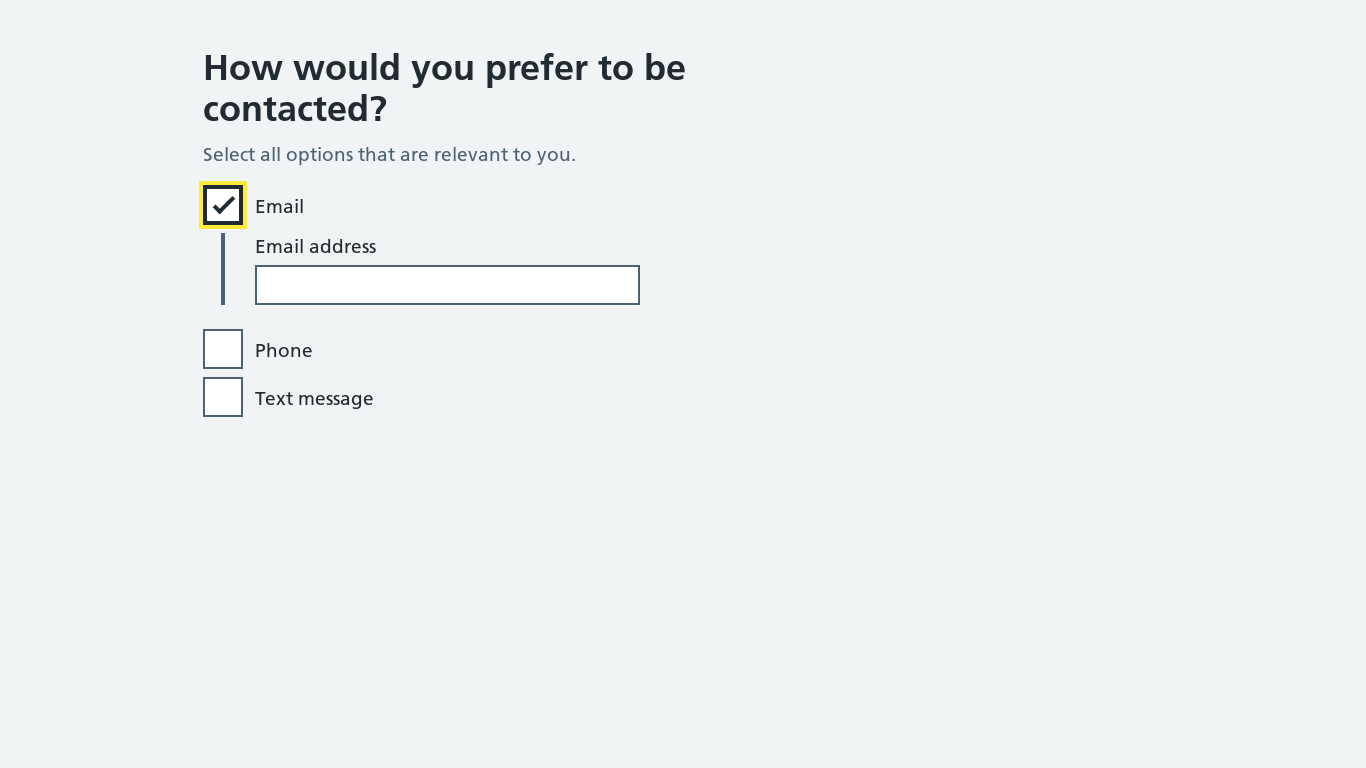 How would you prefer to be
contacted?
Select all options that are relevant to you.
Email
Email address
Phone
Text message